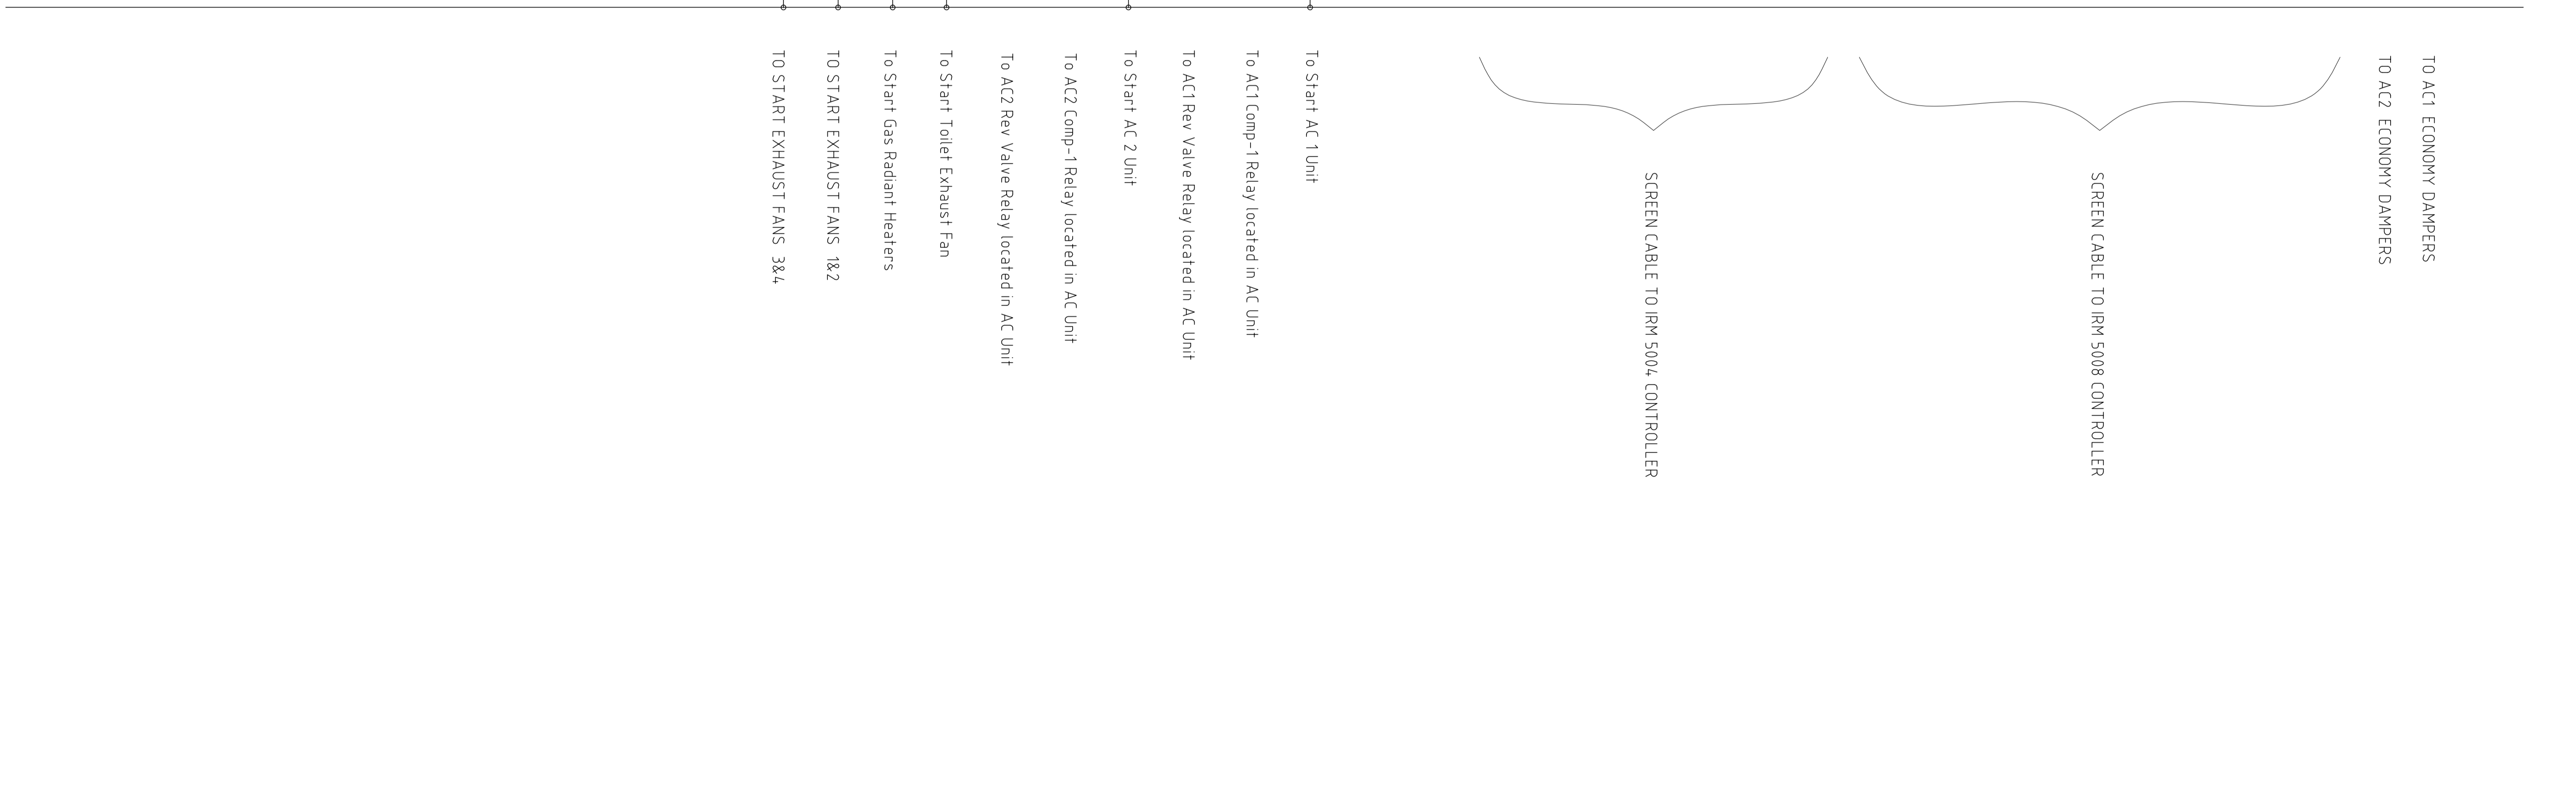 TO START EXHAUST FANS 3&4
TO START EXHAUST FANS 1&2
To Start Gas Radiant Heaters
To Start Toilet Exhaust Fan
To AC2 Rev Valve Relay located in AC Unit
To AC2 Comp-1 Relay located in AC Unit
To Start AC 2 Unit
To AC1 Rev Valve Relay located in AC Unit
To AC1 Comp-1 Relay located in AC Unit
To Start AC 1 Unit
SCREEN CABLE TO IRM 5004 CONTROLLER
SCREEN CABLE TO IRM 5008 CONTROLLER
TO AC2 ECONOMY DAMPERS
TO AC1 ECONOMY DAMPERS